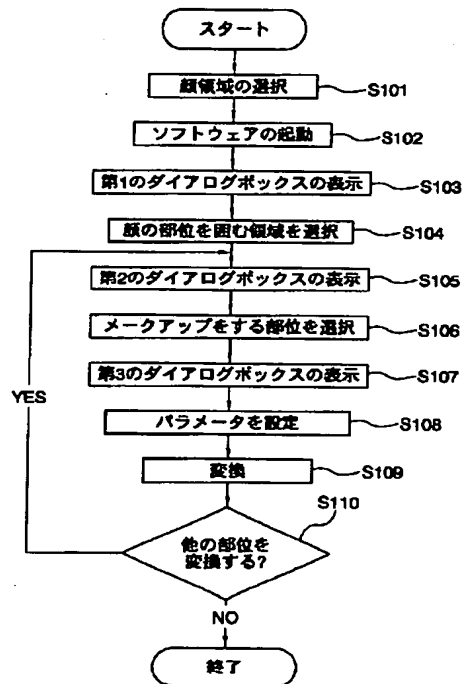 スタート
顔領域の選択
S101
ソフトウェアの起動
S102
第1のダイアログボックスの表示
S103
顔の部位を囲む領域を選択
S104
第2のダイアログボックスの表示
S105
メークアップをする部位を選択
S106
第3のダイアログボックスの表示
S107
パラメータを設定
S108
変換
S109
S110
他の部位を
変換する?
YES
NO
終了